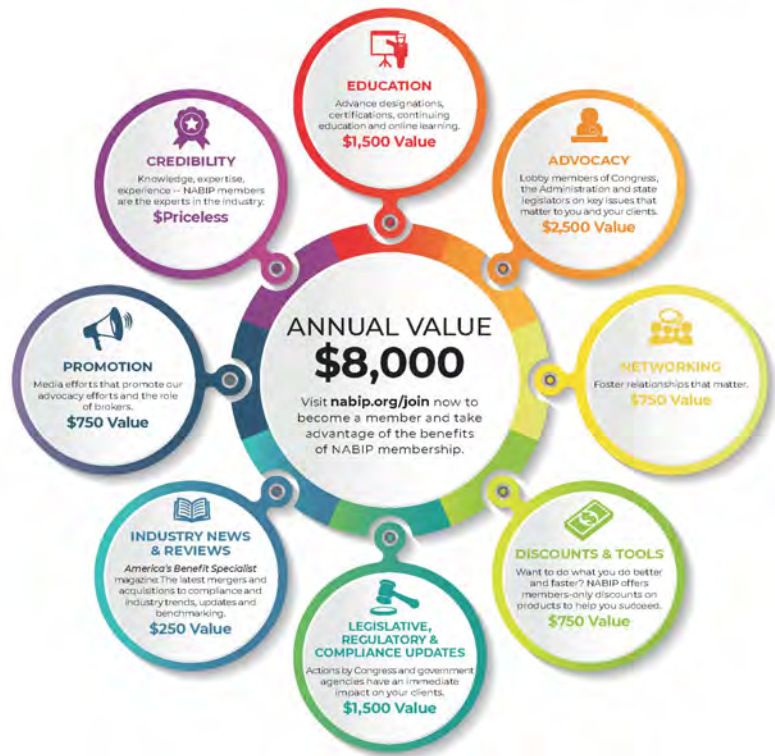 EDUCATION
Advance designations,
certifications, continuing
education and online learning.
$1,500 Value
ADVOCACY
Lobby members of Congress,
the Administration and state
legislators on key issues that
matter to you and your clients.
$2,500 Value
NETWORKING
Foster relationships that matter.
$750 Value
DISCOUNTS & TOOLS
Want to do what you do better
and faster? NABIP offers
members-only discounts on
products to help you succeed.
$750 Value
LEGISLATIVE,
REGULATORY &
COMPLIANCE UPDATES
Actions by Congress and government
agencies have an immediate
impact on your clients.
$1,500 Value
INDUSTRY NEWS
& REVIEWS
America's Benefit Specialist
magazine. The latest mergers and
acquisitions to compliance and
industry trends, updates and
benchmarking.
$250 Value
PROMOTION
Media efforts that promote our
advocacy efforts and the role
of brokers.
$750 Value
CREDIBILITY
Knowledge, expertise,
experience -- NABIP members
are the experts in the industry.
$Priceless
ANNUAL VALUE
$8,000
Visit nabip.org/join now to
become a member and take
advantage of the benefits
of NABIP membership.